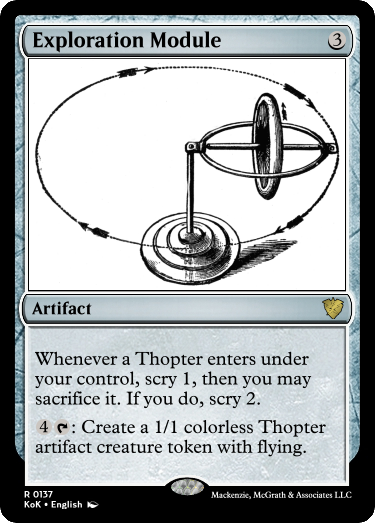 Exploration Module 3
Artifact
Whenever a Thopter enters under
your control, scry 1, then you may
sacrifice it. If you do, scry 2.
4 : Create a 1/1 colorless Thopter
artifact creature token with flying.
R 0137
KoK • English Mackenzie, McGrath & Associates LLC